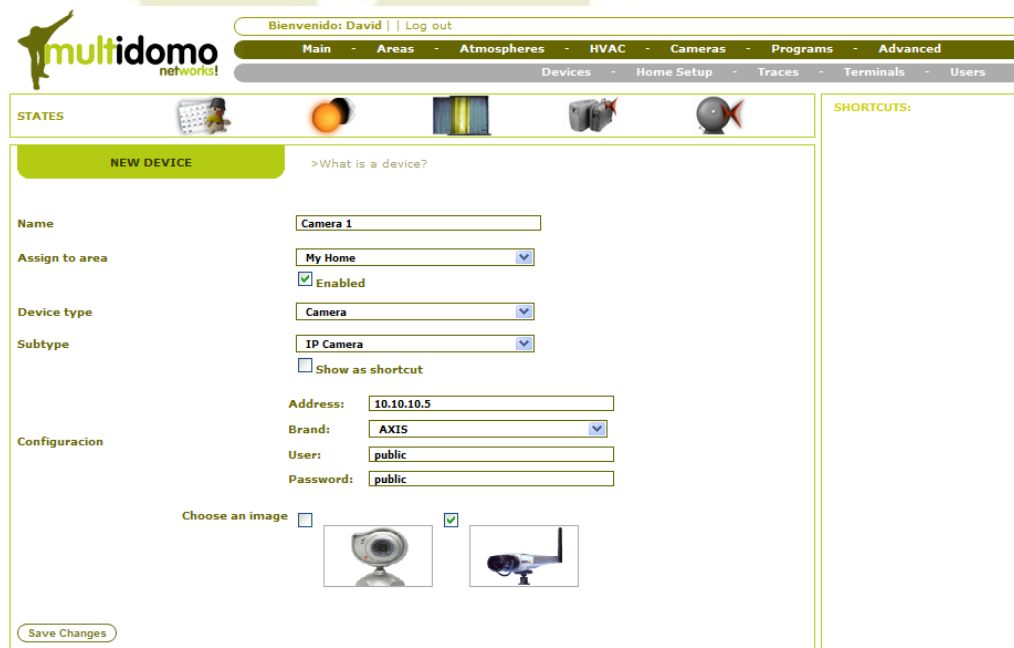 Bienvenido: David | | Log out
multidomo
networks!
Main - Areas - Atmospheres - HVAC - Cameras - Programs - Advanced
Devices - Home Setup - Traces - Terminals - Users
STATES
SHORTCUTS:
NEW DEVICE
>What is a device?
Name
Camera 1
Assign to area
My Home
Enabled
Device type
Camera
Subtype
IP Camera
Show as shortcut
Address: 10.10.10.5
Brand: AXIS
Configuracion
User: public
Password: public
Choose an image
Save Changes